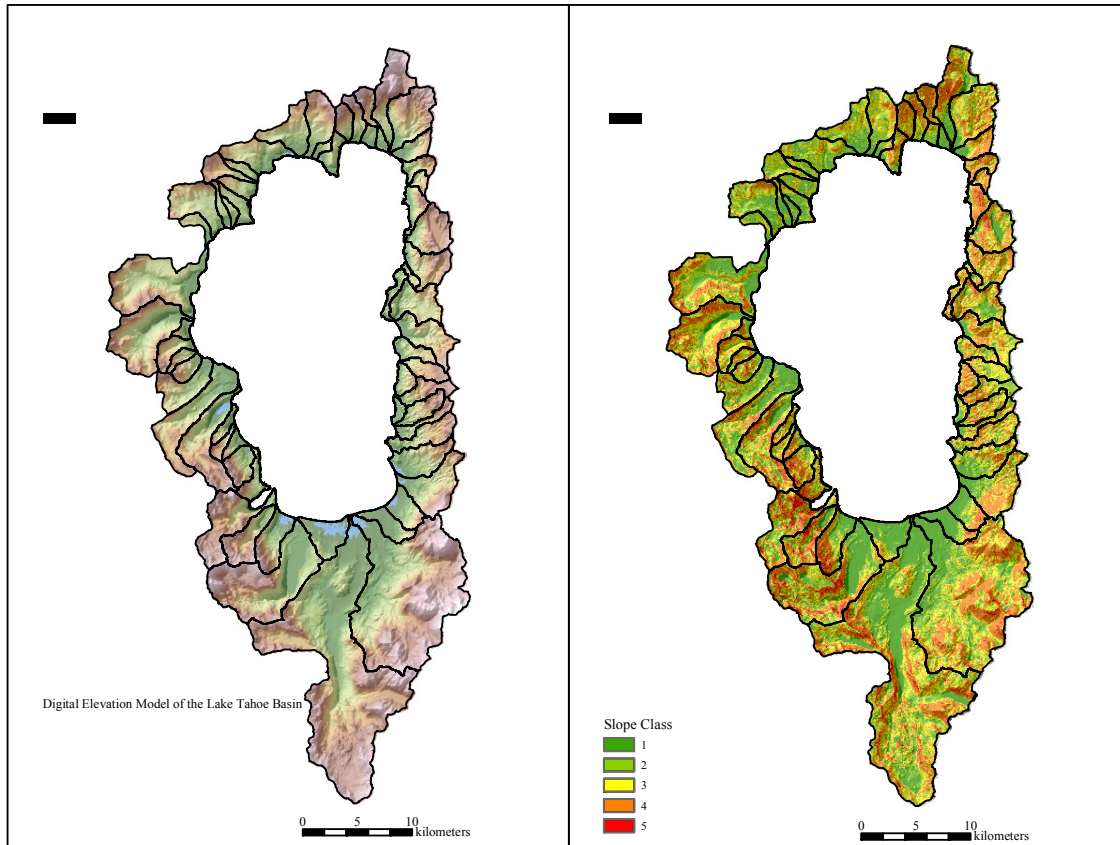 Digital Elevation Model of the Lake Tahoe Basin
0 5 10
kilometers
Slope Class
1
2
3
4
5
0 5 10
kilometers